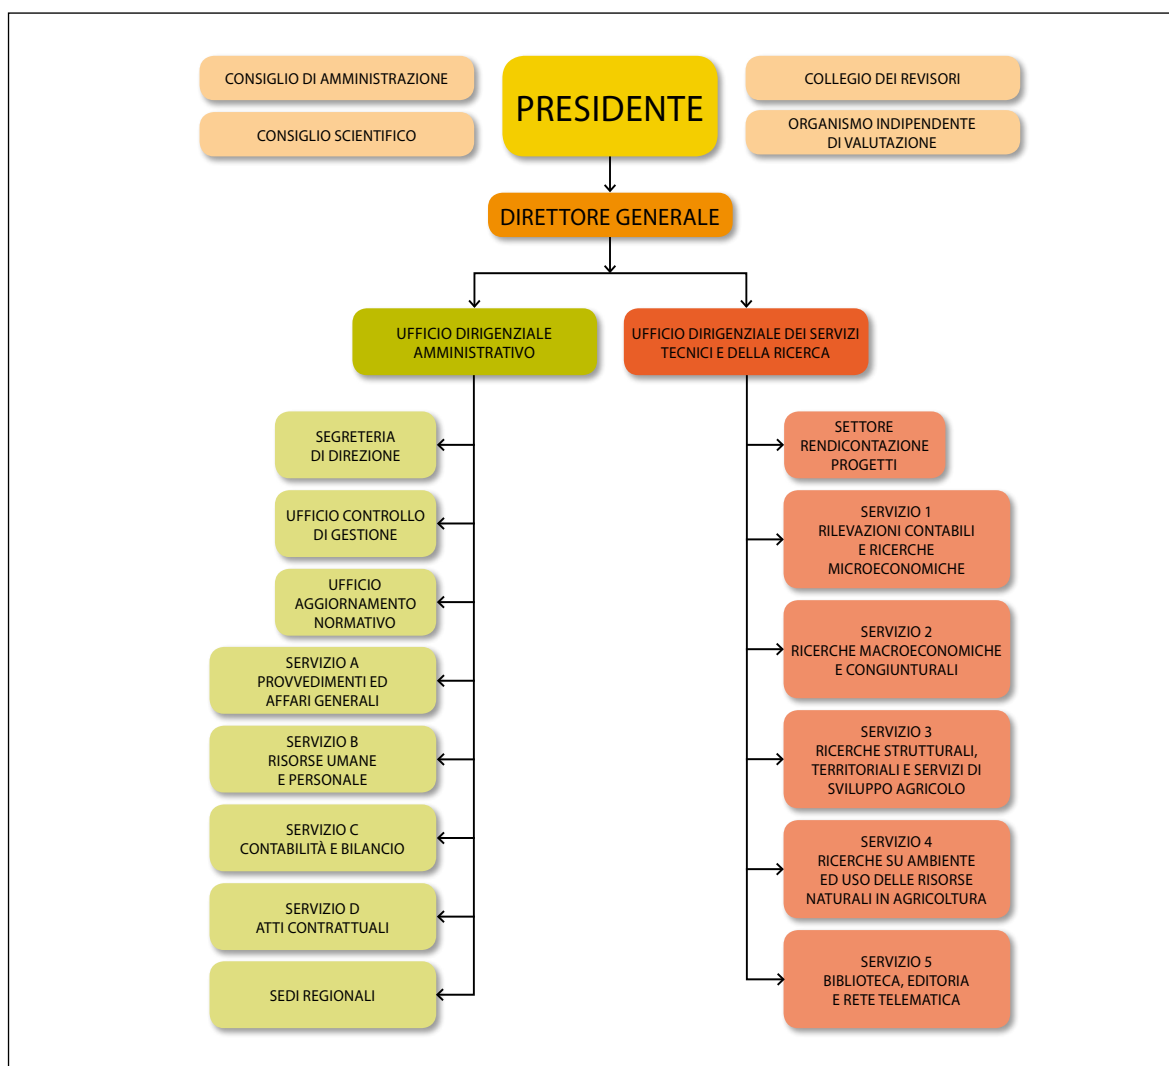 CONSIGLIO DI AMMINISTRAZIONE
CONSIGLIO SCIENTIFICO
PRESIDENTE
COLLEGIO DEI REVISORI
ORGANISMO INDIPENDENTE
DI VALUTAZIONE
DIRETTORE GENERALE
UFFICIO DIRIGENZIALE
AMMINISTRATIVO
UFFICIO DIRIGENZIALE DEI SERVIZI
TECNICI E DELLA RICERCA
SEGRETERIA
DI DIREZIONE
UFFICIO CONTROLLO
DI GESTIONE
UFFICIO
AGGIORNAMENTO
NORMATIVO
SERVIZIO A
PROVVEDIMENTI ED
AFFARI GENERALI
SERVIZIO B
RISORSE UMANE
E PERSONALE
SERVIZIO C
CONTABILITÀ E BILANCIO
SERVIZIO D
ATTI CONTRATTUALI
SEDI REGIONALI
SETTORE
RENDICONTAZIONE
PROGETTI
SERVIZIO 1
RILEVAZIONI CONTABILI
E RICERCHE
MICROECONOMICHE
SERVIZIO 2
RICERCHE MACROECONOMICHE
E CONGIUNTURALI
SERVIZIO 3
RICERCHE STRUTTURALI,
TERRITORIALI E SERVIZI DI
SVILUPPO AGRICOLO
SERVIZIO 4
RICERCHE SU AMBIENTE
ED USO DELLE RISORSE
NATURALI IN AGRICOLTURA
SERVIZIO 5
BIBLIOTECA, EDITORIA
E RETE TELEMATICA